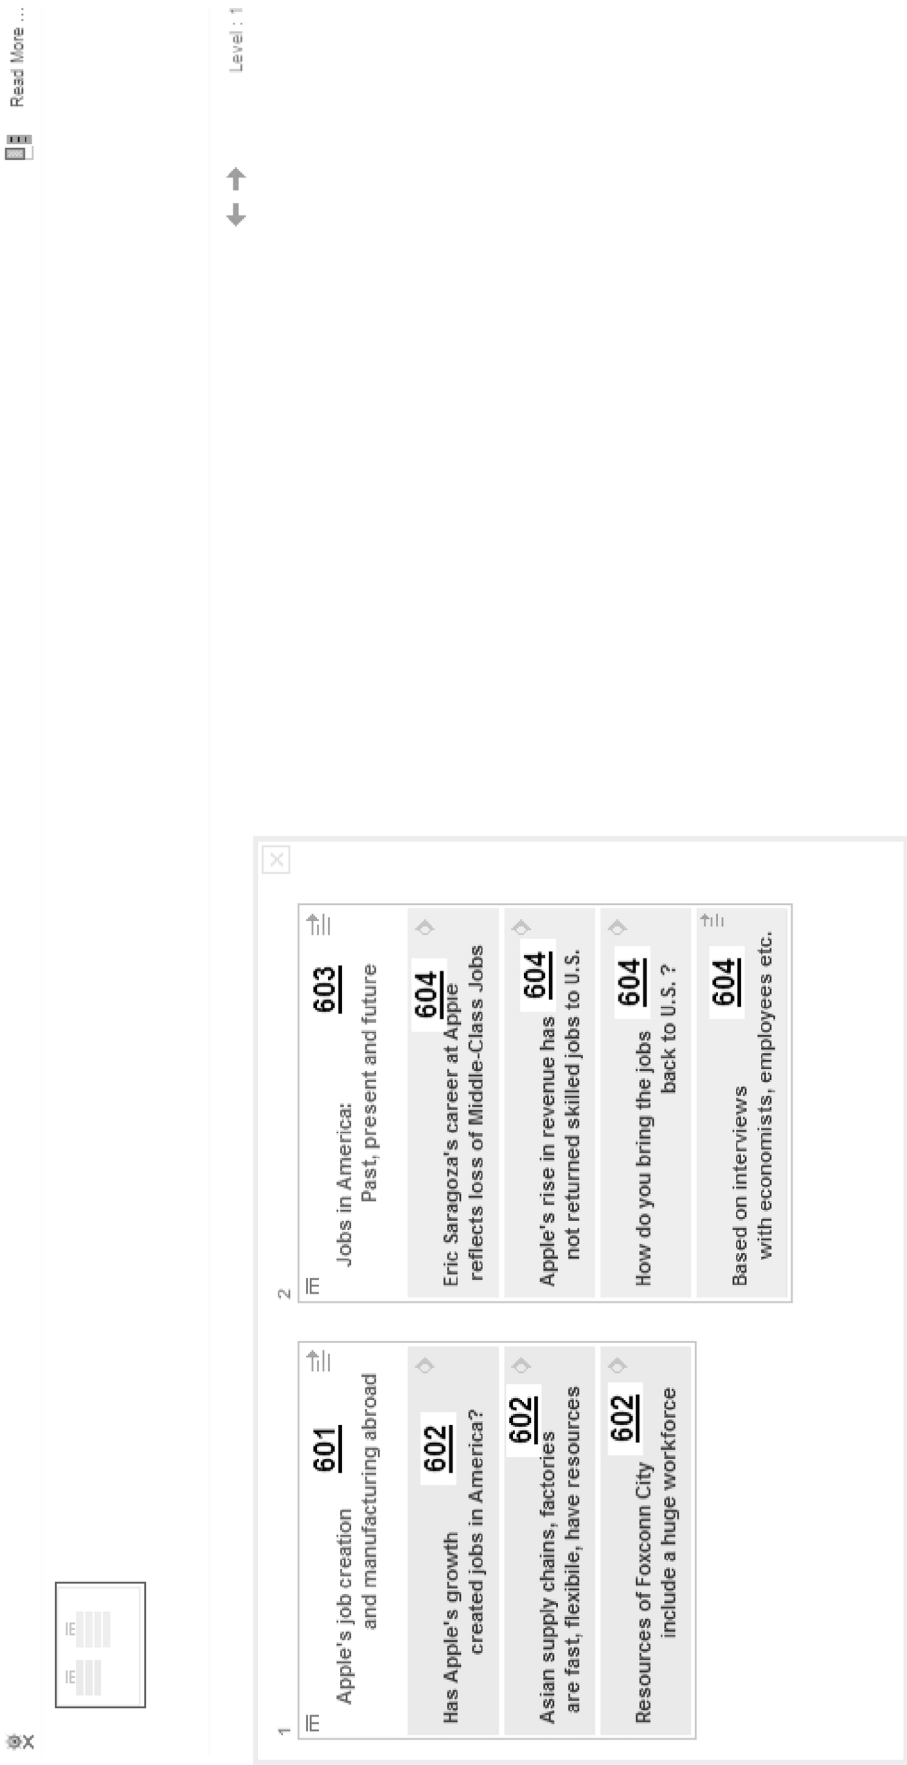 Read More ...
Level : 1
1
601
Apple's job creation
and manufacturing abroad
602
Has Apple's growth
created jobs in America?
602
Asian supply chains, factories
are fast, flexibile, have resources
602
Resources of Foxconn City
include a huge workforce
2
603
Jobs in America:
Past, present and future
604
Eric Saragoza's career at Apple
reflects loss of Middle-Class Jobs
604
Apple's rise in revenue has
not returned skilled jobs to U.S.
604
How do you bring the jobs
back to U.S. ?
604
Based on interviews
with economists, employees etc.